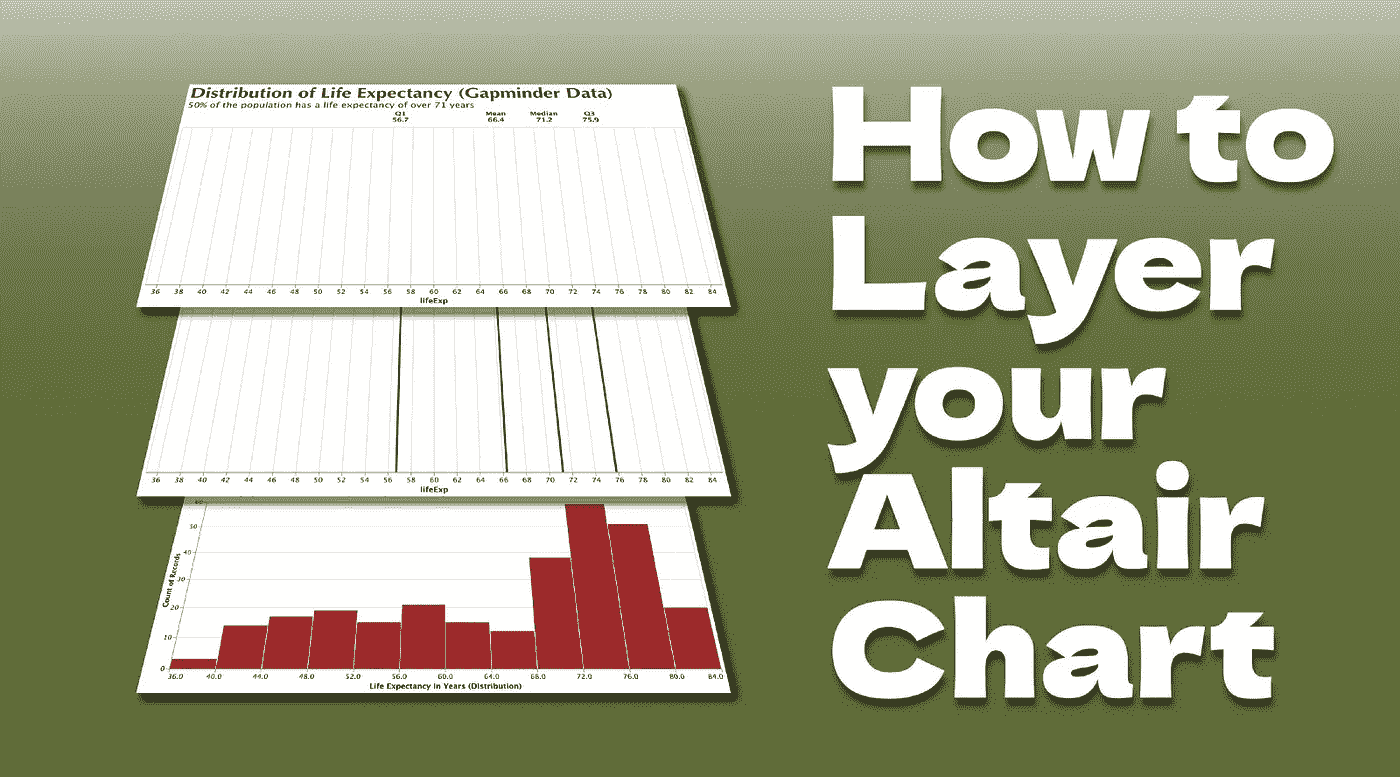 Distribution of Life Expectancy (Gapminder Data)
50% of the population has a life expectancy of over 71 years
Q1 Mean Median Q3
56.7 66.4 71.2 75.9
36 38 40 42 44 46 48 50 52 54 56 58 60 62 64 66 68 70 72 74 76 78 80 82 84
lifeExp
36 38 40 42 44 46 48 50 52 54 56 58 60 62 64 66 68 70 72 74 76 78 80 82 84
lifeExp
60
50
40
30
20
10
0
Count of Records
36.0 40.0 44.0 48.0 52.0 56.0 60.0 64.0 68.0 72.0 76.0 80.0 84.0
Life Expectancy in Years (Distribution)
How to
Layer
your
Altair
Chart